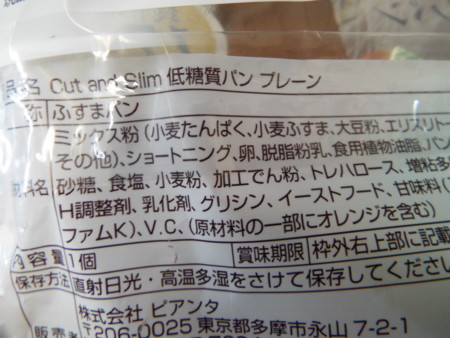 品名 Cut and Slim 低糖質パン プレーン
称 ふすまパン
ミックス粉(小麦たんぱく、小麦ふすま、大豆粉、エリスリトー
その他)、ショートニング、卵、脱脂粉乳、食用植物油脂、パン
材料名 砂糖、食塩、小麦粉、加工でん粉、トレハロース、増粘多
H調整剤、乳化剤、グリシン、イーストフード、甘味料(
ファムK)、V.C.、(原材料の一部にオレンジを含む)
内容量 1個 賞味期限 枠外右上部に記載
保存方法 直射日光・高温多湿をさけて保存してくださ
株式会社 ピアンタ
販売者 〒206-0025 東京都多摩市永山 7-2-1